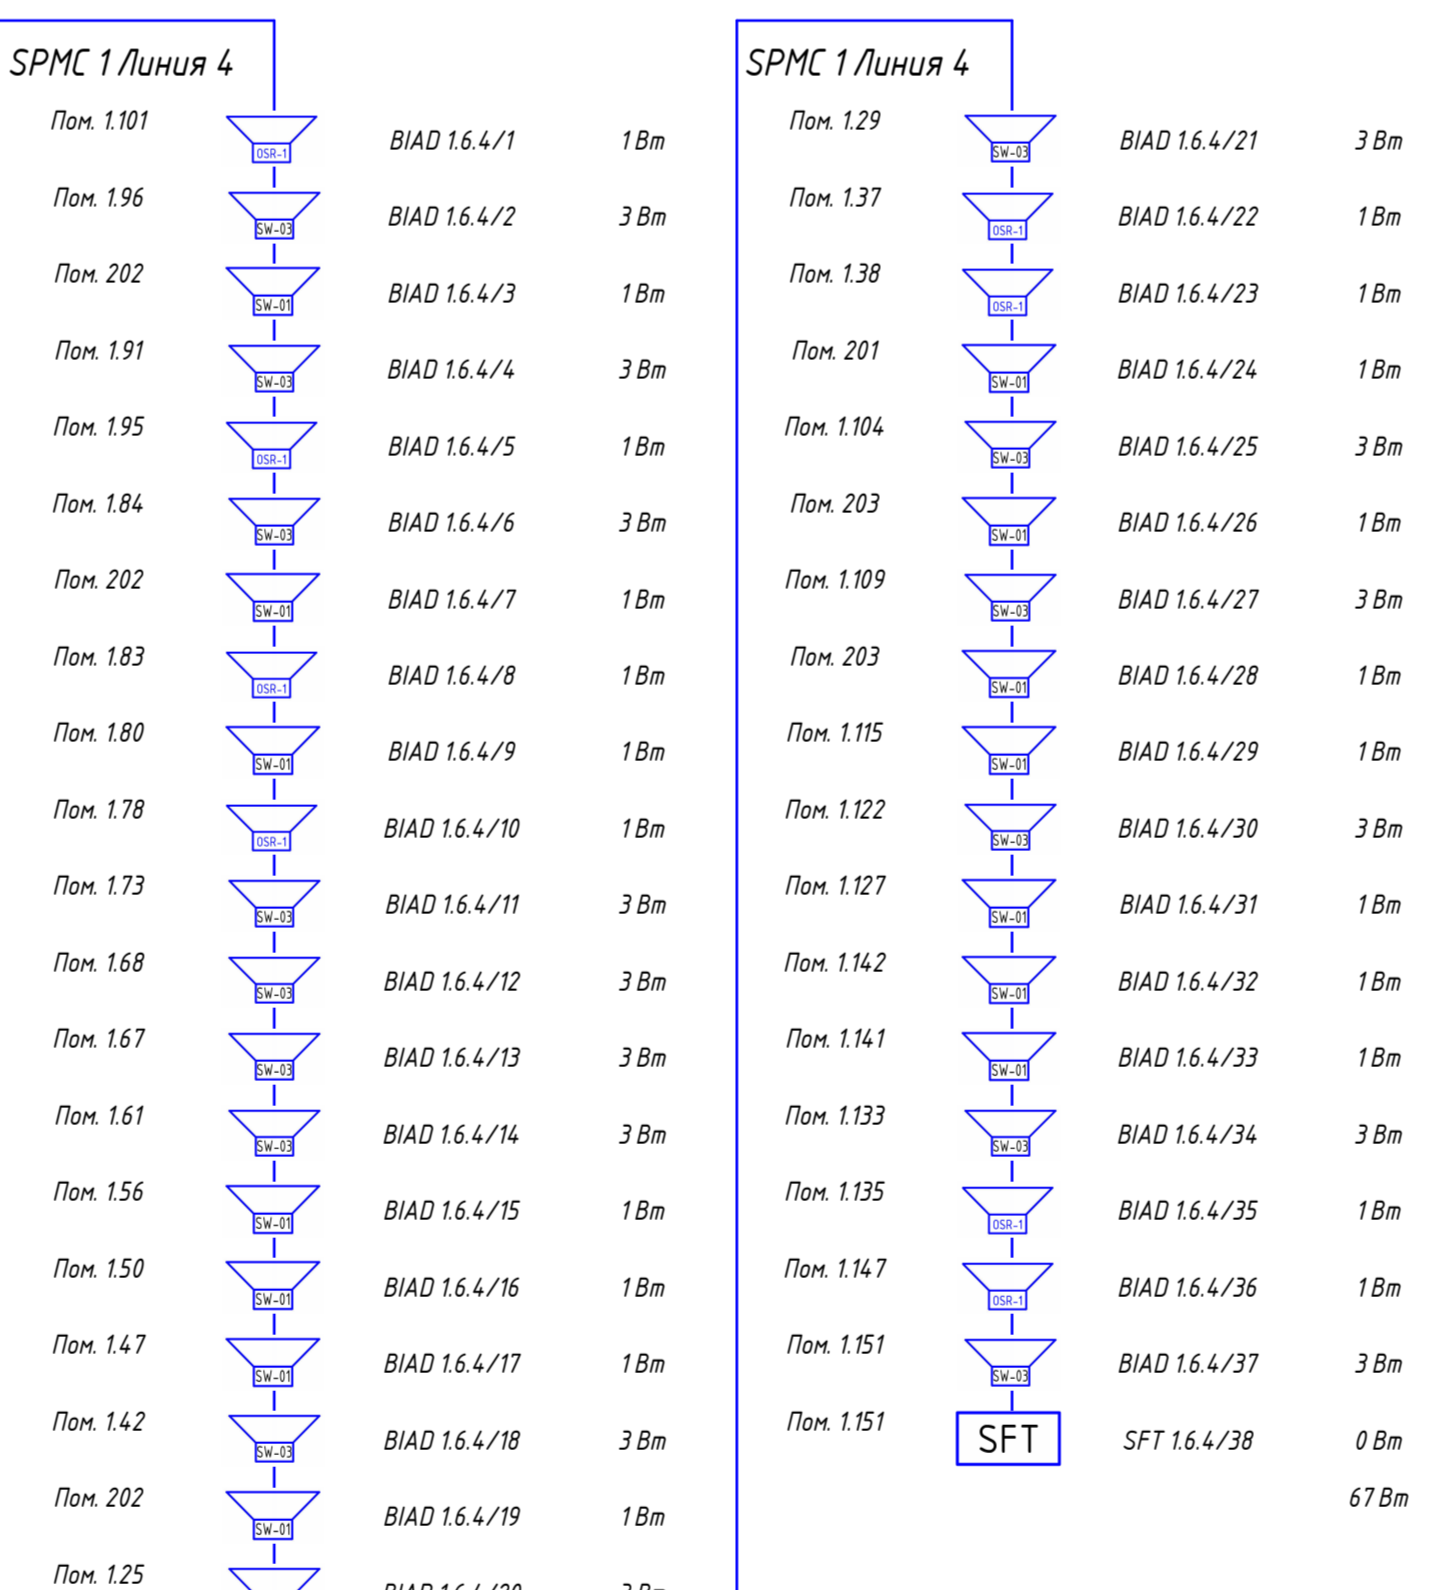 SPMC 1 Линия 4
Пом. 1.101 OSR-1 BIAD 1.6.4/1 1 Вт
Пом. 1.96 SW-03 BIAD 1.6.4/2 3 Вт
Пом. 202 SW-01 BIAD 1.6.4/3 1 Вт
Пом. 1.91 SW-03 BIAD 1.6.4/4 3 Вт
Пом. 1.95 OSR-1 BIAD 1.6.4/5 1 Вт
Пом. 1.84 SW-03 BIAD 1.6.4/6 3 Вт
Пом. 202 SW-01 BIAD 1.6.4/7 1 Вт
Пом. 1.83 OSR-1 BIAD 1.6.4/8 1 Вт
Пом. 1.80 SW-01 BIAD 1.6.4/9 1 Вт
Пом. 1.78 OSR-1 BIAD 1.6.4/10 1 Вт
Пом. 1.73 SW-03 BIAD 1.6.4/11 3 Вт
Пом. 1.68 SW-03 BIAD 1.6.4/12 3 Вт
Пом. 1.67 SW-03 BIAD 1.6.4/13 3 Вт
Пом. 1.61 SW-03 BIAD 1.6.4/14 3 Вт
Пом. 1.56 SW-01 BIAD 1.6.4/15 1 Вт
Пом. 1.50 SW-01 BIAD 1.6.4/16 1 Вт
Пом. 1.47 SW-01 BIAD 1.6.4/17 1 Вт
Пом. 1.42 SW-03 BIAD 1.6.4/18 3 Вт
Пом. 202 SW-01 BIAD 1.6.4/19 1 Вт
Пом. 1.25
SPMC 1 Линия 4
Пом. 1.29 SW-03 BIAD 1.6.4/21 3 Вт
Пом. 1.37 OSR-1 BIAD 1.6.4/22 1 Вт
Пом. 1.38 OSR-1 BIAD 1.6.4/23 1 Вт
Пом. 201 SW-01 BIAD 1.6.4/24 1 Вт
Пом. 1.104 SW-03 BIAD 1.6.4/25 3 Вт
Пом. 203 SW-01 BIAD 1.6.4/26 1 Вт
Пом. 1.109 SW-03 BIAD 1.6.4/27 3 Вт
Пом. 203 SW-01 BIAD 1.6.4/28 1 Вт
Пом. 1.115 SW-01 BIAD 1.6.4/29 1 Вт
Пом. 1.122 SW-03 BIAD 1.6.4/30 3 Вт
Пом. 1.127 SW-01 BIAD 1.6.4/31 1 Вт
Пом. 1.142 SW-01 BIAD 1.6.4/32 1 Вт
Пом. 1.141 SW-01 BIAD 1.6.4/33 1 Вт
Пом. 1.133 SW-03 BIAD 1.6.4/34 3 Вт
Пом. 1.135 OSR-1 BIAD 1.6.4/35 1 Вт
Пом. 1.147 OSR-1 BIAD 1.6.4/36 1 Вт
Пом. 1.151 SW-03 BIAD 1.6.4/37 3 Вт
Пом. 1.151 SFT SFT 1.6.4/38 0 Вт
67 Вт